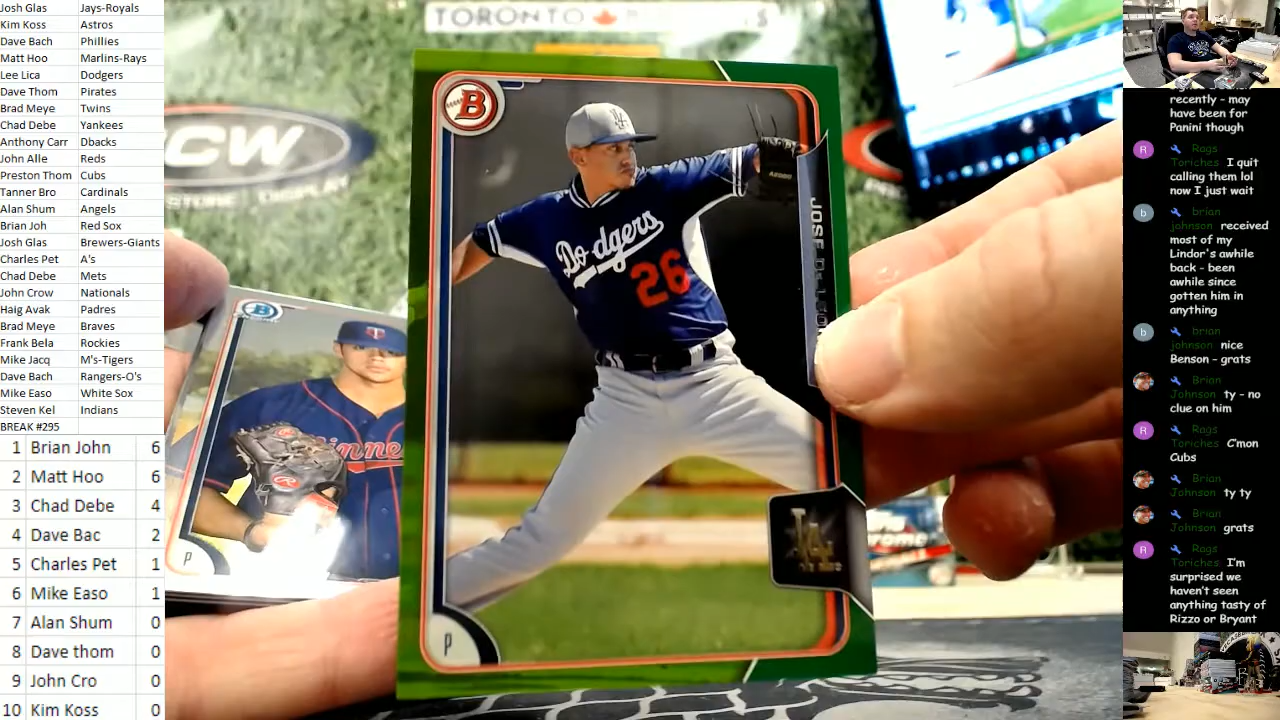 Josh Glas Jays-Royals
Kim Koss Astros
Dave Bach Phillies
Matt Hoo Marlins-Rays
Lee Lica Dodgers
Dave Thom Pirates
Brad Meye Twins
Chad Debe Yankees
Anthony Carr Dbacks
John Alle Reds
Preston Thom Cubs
Tanner Bro Cardinals
Alan Shum Angels
Brian Joh Red Sox
Josh Glas Brewers-Giants
Charles Pet A's
Chad Debe Mets
John Crow Nationals
Haig Avak Padres
Brad Meye Braves
Frank Bela Rockies
Mike Jacq M's-Tigers
Dave Bach Rangers-O's
Mike Easo White Sox
Steven Kel Indians
BREAK #295
1 Brian John 6
2 Matt Hoo 6
3 Chad Debe 4
4 Dave Bac 2
5 Charles Pet 1
6 Mike Easo 1
7 Alan Shum 0
8 Dave thom 0
9 John Cro 0
10 Kim Koss 0
TORONTO
CW
B
LA
Dodgers
26
JOSE
P
LA
B
T
R
P
recently - may
have been for
Panini though
R Rags
Toriches I quit
calling them lol
now I just wait
b brian
johnson received
most of my
Lindor's awhile
back - been
awhile since
gotten him in
anything
b brian
johnson nice
Benson - grats
Brian
Johnson ty - no
clue on him
R Rags
Toriches C'mon
Cubs
Brian
Johnson ty ty
Brian
Johnson grats
R Rags
Toriches I'm
surprised we
haven't seen
anything tasty of
Rizzo or Bryant